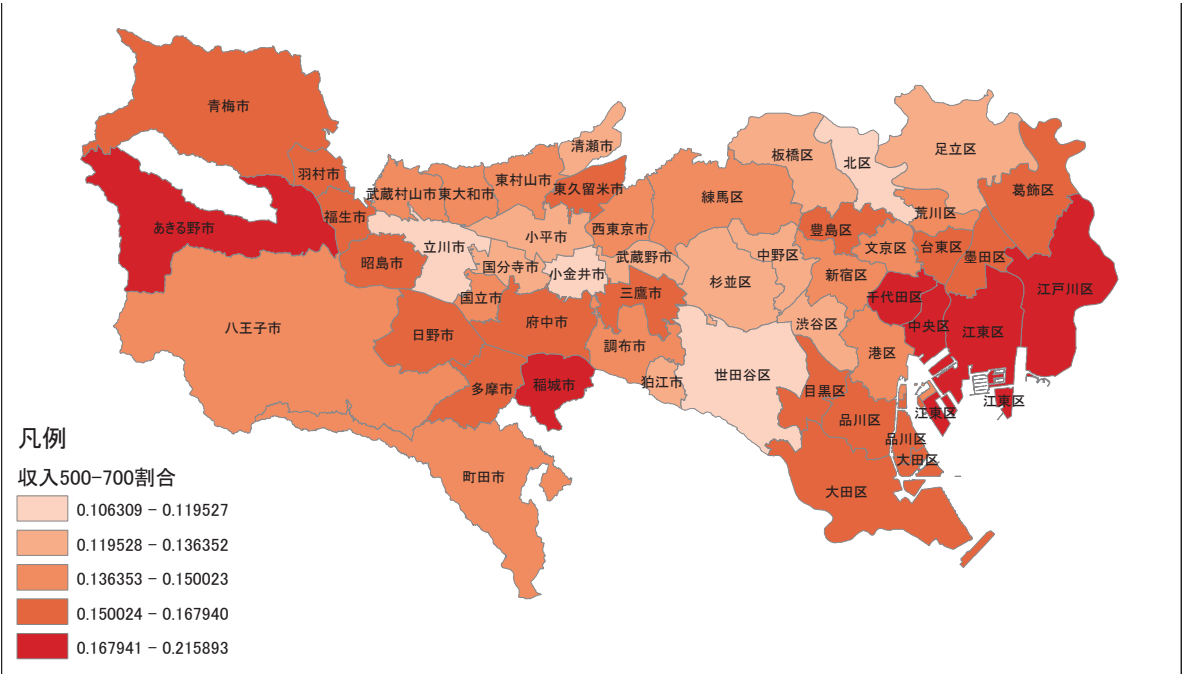 青梅市
清瀬市
足立区
板橋区
北区
羽村市
武蔵村山市
東大和市
東村山市
東久留米市
練馬区
葛飾区
福生市
荒川区
あきる野市
西東京市
豊島区
小平市
立川市
文京区
台東区
墨田区
武蔵野市
中野区
昭島市
国分寺市
小金井市
杉並区
新宿区
江戸川区
国立市
三鷹市
千代田区
八王子市
日野市
府中市
渋谷区
中央区
江東区
調布市
港区
多摩市
稲城市
狛江市
世田谷区
目黒区
江東区
江東区
品川区
品川区
大田区
町田市
大田区
凡例
収入500-700割合
0.106309 - 0.119527
0.119528 - 0.136352
0.136353 - 0.150023
0.150024 - 0.167940
0.167941 - 0.215893